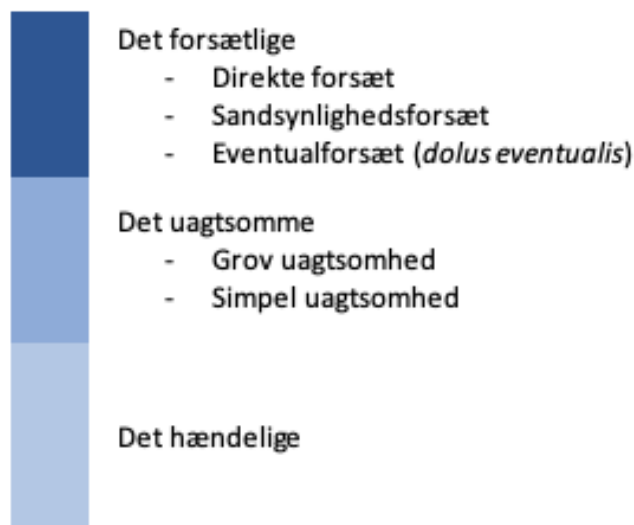 Det forsætlige
- Direkte forsæt
- Sandsynlighedsforsæt
- Eventualforsæt (dolus eventualis)
Det uagtsomme
- Grov uagtsomhed
- Simpel uagtsomhed
Det hændelige